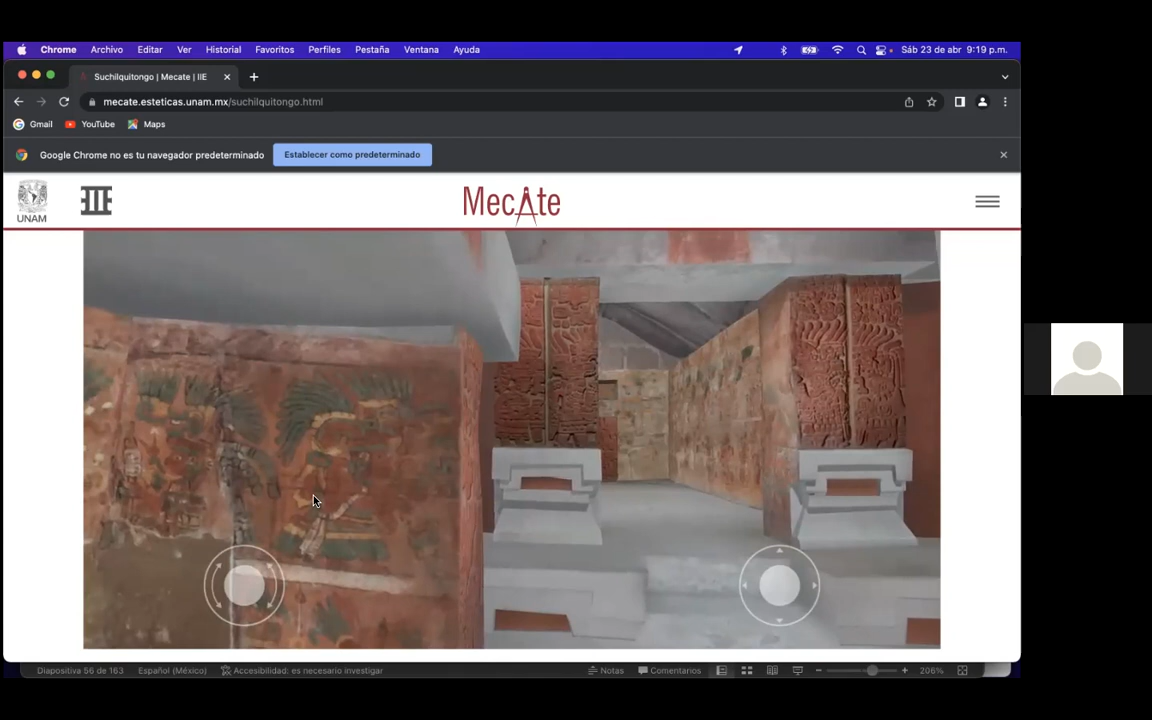 Chrome Archivo Editar Ver Historial Favoritos Perfiles Pestaña Ventana Ayuda Sáb 23 de abr 9:19 p.m.
Suchilquitongo | Mecate | IIE
mecate.esteticas.unam.mx/suchilquitongo.html
Gmail YouTube Maps
Google Chrome no es tu navegador predeterminado Establecer como predeterminado
UNAM
MecAte
Diapositiva 56 de 163 Español (México) Accesibilidad: es necesario investigar Notas Comentarios 206%